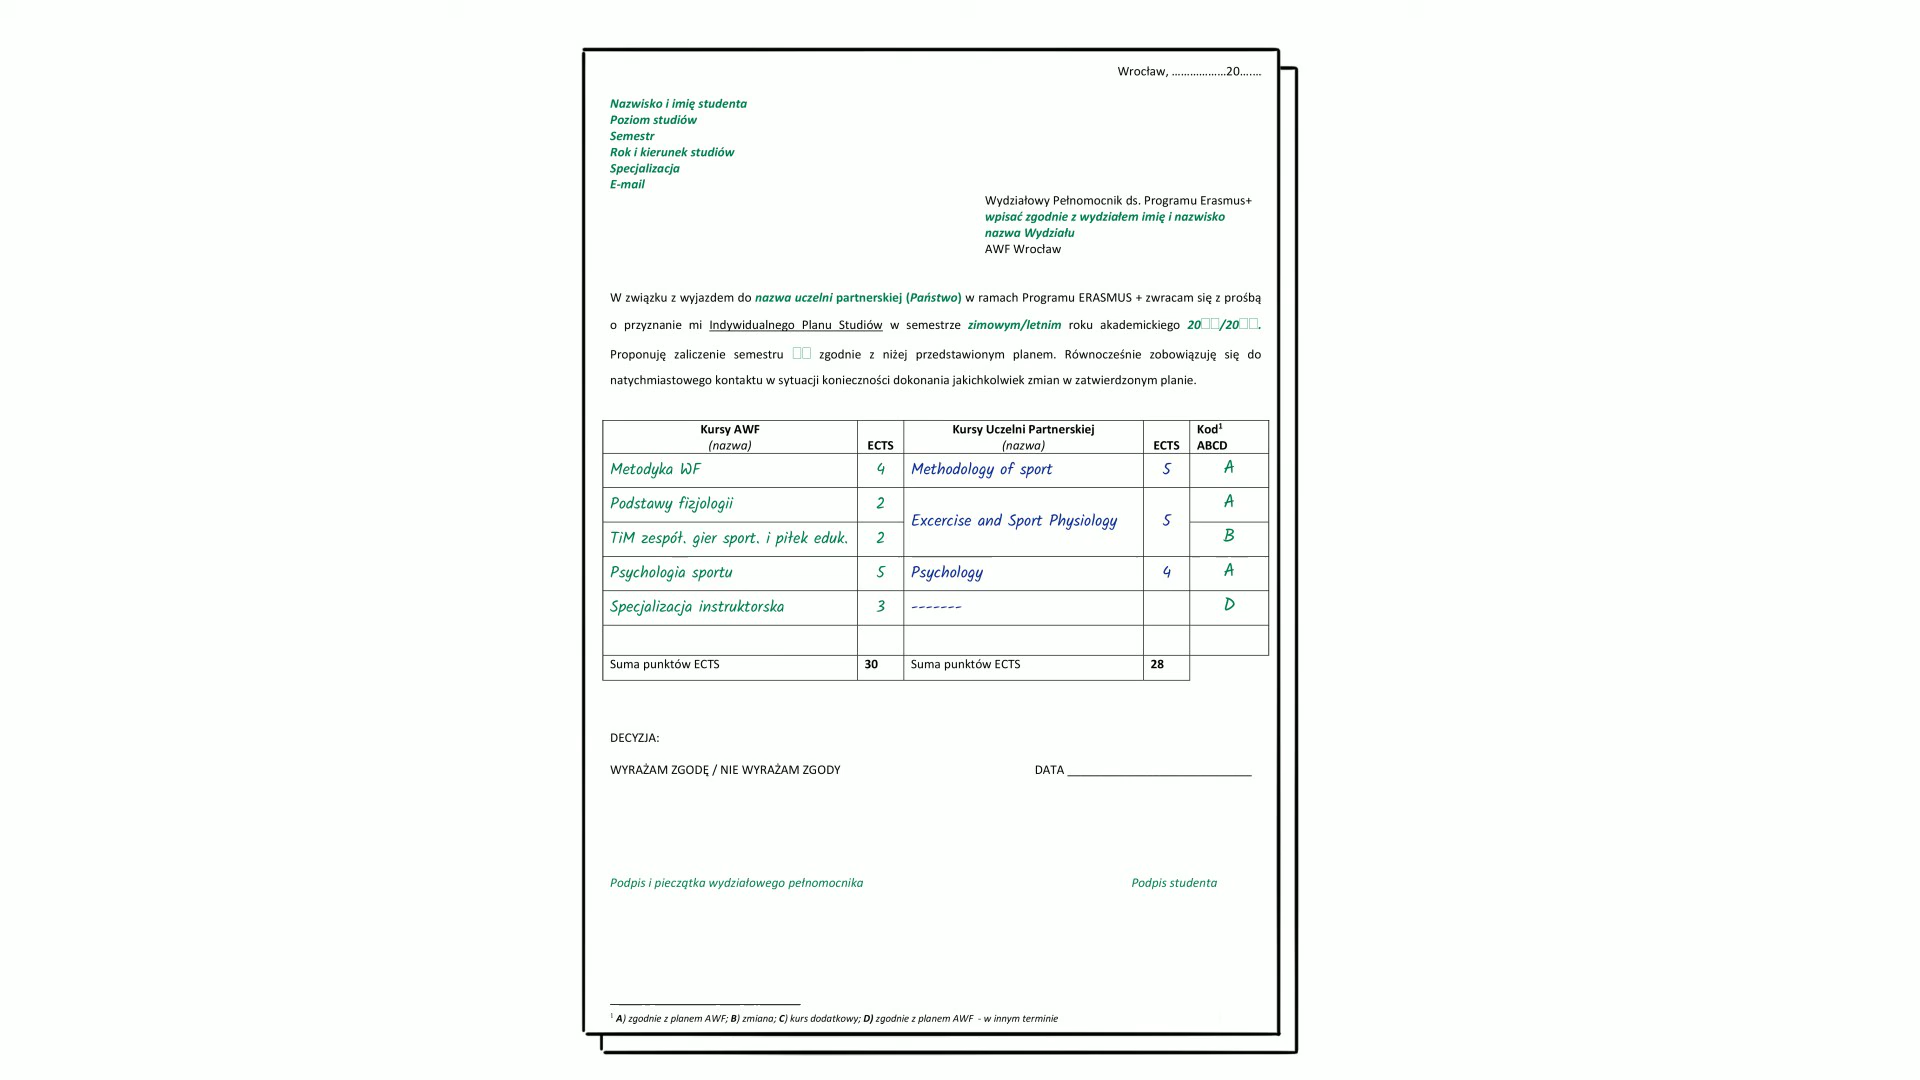 Wrocław, ………………20…….
Nazwisko i imię studenta
Poziom studiów
Semestr
Rok i kierunek studiów
Specjalizacja
E-mail
Wydziałowy Pełnomocnik ds. Programu Erasmus+
wpisać zgodnie z wydziałem imię i nazwisko
nazwa Wydziału
AWF Wrocław
W związku z wyjazdem do nazwa uczelni partnerskiej (Państwo) w ramach Programu ERASMUS + zwracam się z prośbą
o przyznanie mi Indywidualnego Planu Studiów w semestrze zimowym/letnim roku akademickiego 20□□/20□□.
Proponuję zaliczenie semestru □□ zgodnie z niżej przedstawionym planem. Równocześnie zobowiązuję się do
natychmiastowego kontaktu w sytuacji konieczności dokonania jakichkolwiek zmian w zatwierdzonym planie.
Kursy AWF (nazwa) ECTS Kursy Uczelni Partnerskiej (nazwa) ECTS Kod¹ ABCD
Metodyka WF 4 Methodology of sport 5 A
Podstawy fizjologii 2 Excercise and Sport Physiology 5 A
TiM zespół. gier sport. i piłek eduk. 2 B
Psychologia sportu 5 Psychology 4 A
Specjalizacja instruktorska 3 ------- D
Suma punktów ECTS 30 Suma punktów ECTS 28
DECYZJA:
WYRAŻAM ZGODĘ / NIE WYRAŻAM ZGODY DATA ____________________________
Podpis i pieczątka wydziałowego pełnomocnika Podpis studenta
¹ A) zgodnie z planem AWF; B) zmiana; C) kurs dodatkowy; D) zgodnie z planem AWF - w innym terminie